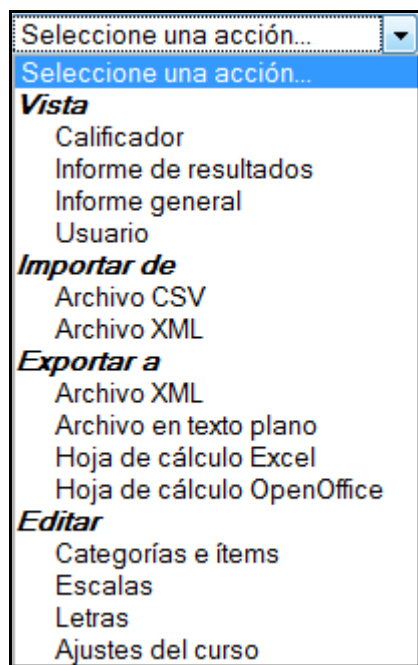 Seleccione una acción...
Seleccione una acción...
Vista
Calificador
Informe de resultados
Informe general
Usuario
Importar de
Archivo CSV
Archivo XML
Exportar a
Archivo XML
Archivo en texto plano
Hoja de cálculo Excel
Hoja de cálculo OpenOffice
Editar
Categorías e ítems
Escalas
Letras
Ajustes del curso